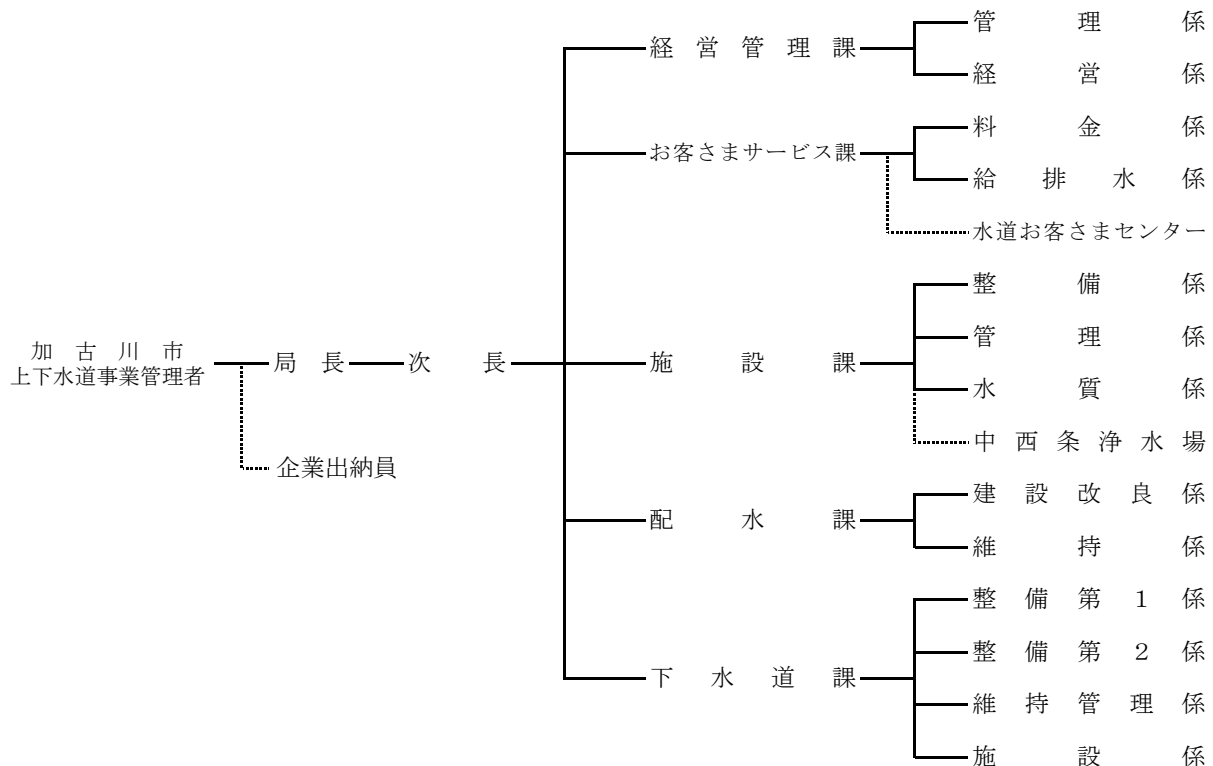 加古川市
上下水道事業管理者
局長
次長
企業出納員
経営管理課
管理係
経営係
お客さまサービス課
料金係
給排水係
水道お客さまセンター
施設課
整備係
管理係
水質係
中西条浄水場
配水課
建設改良係
維持係
下水道課
整備第１係
整備第２係
維持管理係
施設係